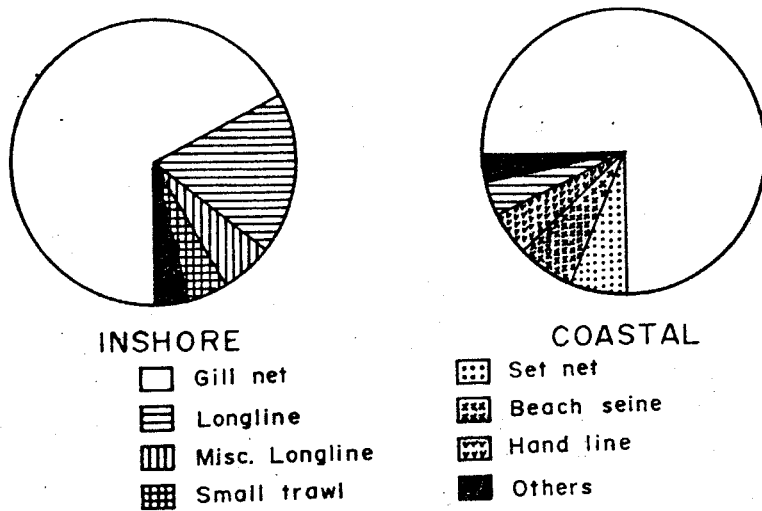 INSHORE
COASTAL
Gill net
Longline
Misc. Longline
Small trawl
Set net
Beach seine
Hand line
Others